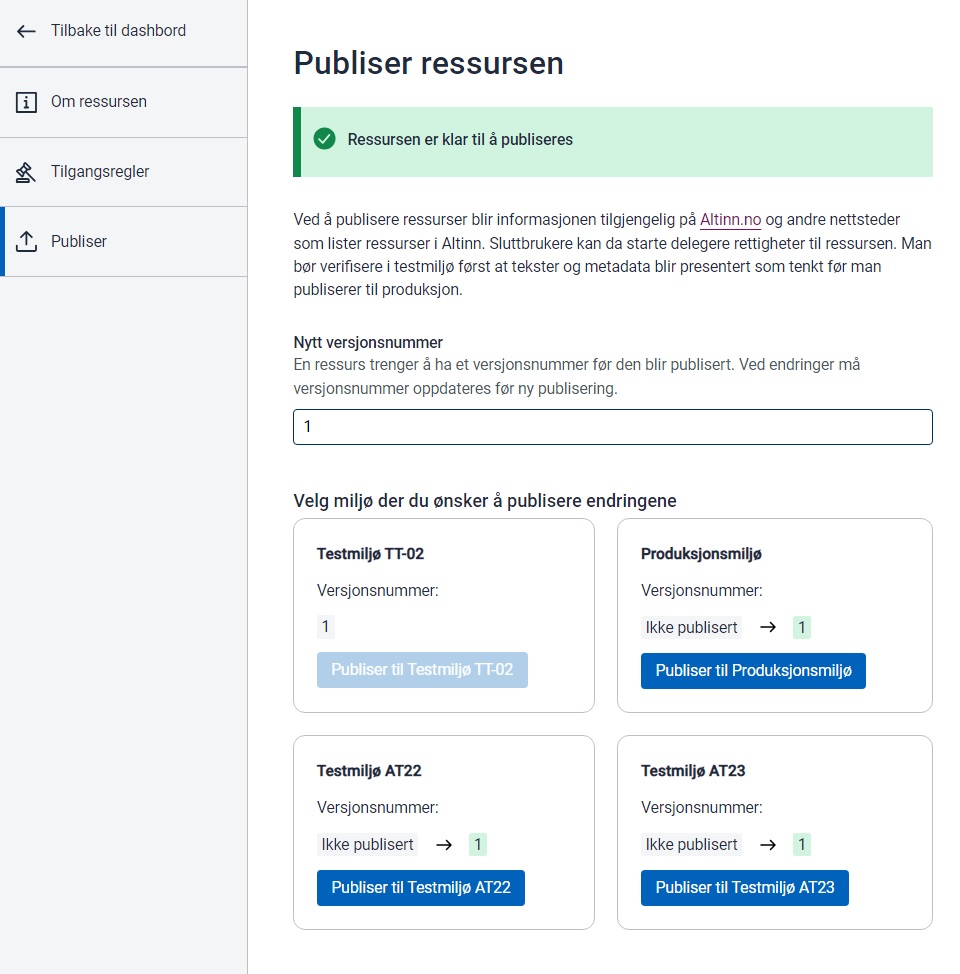 Tilbake til dashbord
Om ressursen
Tilgangsregler
Publiser
Publiser ressursen
Ressursen er klar til å publiseres
Ved å publisere ressurser blir informasjonen tilgjengelig på Altinn.no og andre nettsteder
som lister ressurser i Altinn. Sluttbrukere kan da starte delegere rettigheter til ressursen. Man
bør verifisere i testmiljø først at tekster og metadata blir presentert som tenkt før man
publiserer til produksjon.
Nytt versjonsnummer
En ressurs trenger å ha et versjonsnummer før den blir publisert. Ved endringer må
versjonsnummer oppdateres før ny publisering.
1
Velg miljø der du ønsker å publisere endringene
Testmiljø TT-02
Versjonsnummer:
1
Publiser til Testmiljø TT-02
Produksjonsmiljø
Versjonsnummer:
Ikke publisert → 1
Publiser til Produksjonsmiljø
Testmiljø AT22
Versjonsnummer:
Ikke publisert → 1
Publiser til Testmiljø AT22
Testmiljø AT23
Versjonsnummer:
Ikke publisert → 1
Publiser til Testmiljø AT23